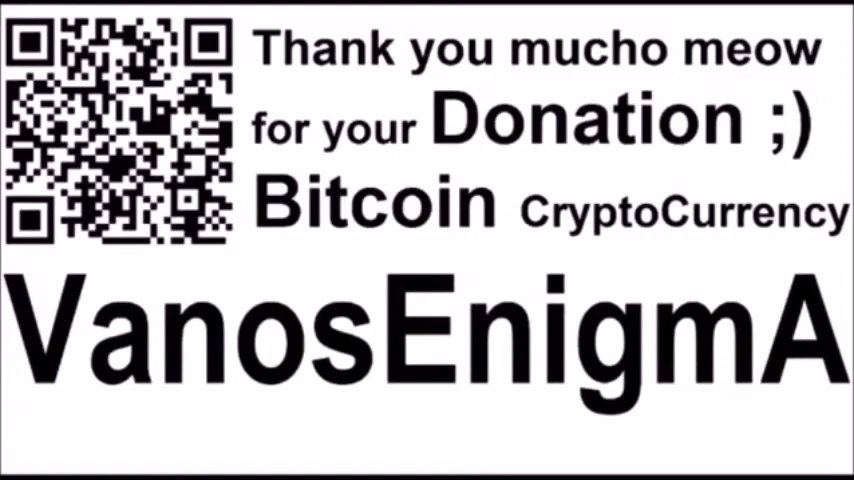 Thank you mucho meow
for your Donation ;)
Bitcoin CryptoCurrency
VanosEnigmA